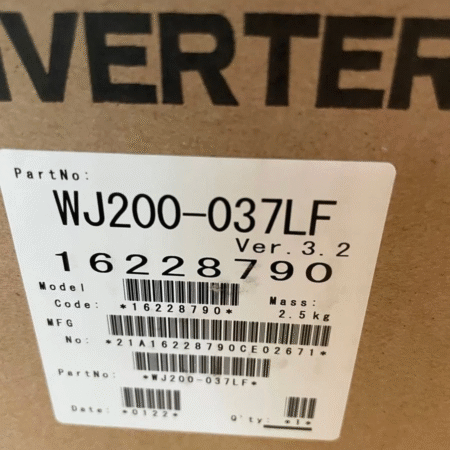 INVERTER
PartNo:
WJ200-037LF
Ver.3.2
16228790
Model
Code: *16228790*
Mass:
2.5kg
MFG
No: *21A16228790CE02671*
PartNo: *WJ200-037LF*
Date: *0122*
Q'ty: *1*